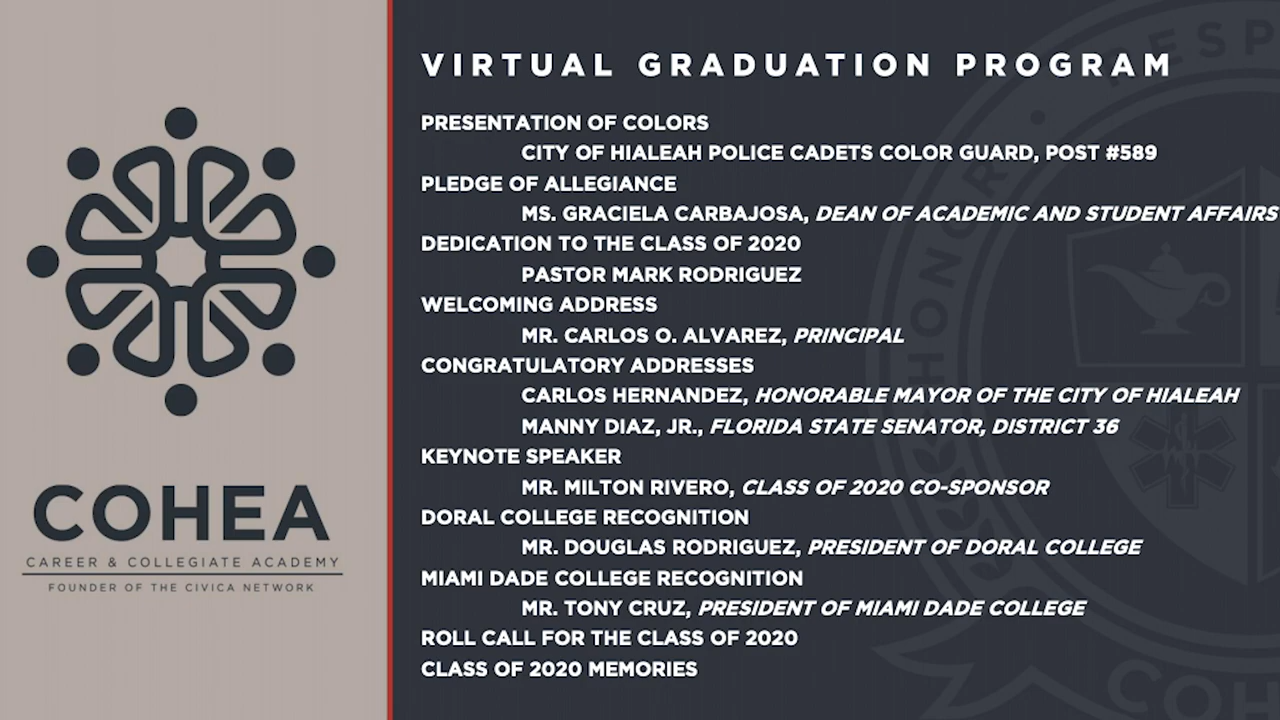 VIRTUAL GRADUATION PROGRAM
PRESENTATION OF COLORS
CITY OF HIALEAH POLICE CADETS COLOR GUARD, POST #589
PLEDGE OF ALLEGIANCE
MS. GRACIELA CARBAJOSA, DEAN OF ACADEMIC AND STUDENT AFFAIRS
DEDICATION TO THE CLASS OF 2020
PASTOR MARK RODRIGUEZ
WELCOMING ADDRESS
MR. CARLOS O. ALVAREZ, PRINCIPAL
CONGRATULATORY ADDRESSES
CARLOS HERNANDEZ, HONORABLE MAYOR OF THE CITY OF HIALEAH
MANNY DIAZ, JR., FLORIDA STATE SENATOR, DISTRICT 36
KEYNOTE SPEAKER
MR. MILTON RIVERO, CLASS OF 2020 CO-SPONSOR
DORAL COLLEGE RECOGNITION
MR. DOUGLAS RODRIGUEZ, PRESIDENT OF DORAL COLLEGE
MIAMI DADE COLLEGE RECOGNITION
MR. TONY CRUZ, PRESIDENT OF MIAMI DADE COLLEGE
ROLL CALL FOR THE CLASS OF 2020
CLASS OF 2020 MEMORIES
COHEA
CAREER & COLLEGIATE ACADEMY
FOUNDER OF THE CIVICA NETWORK
HONOR